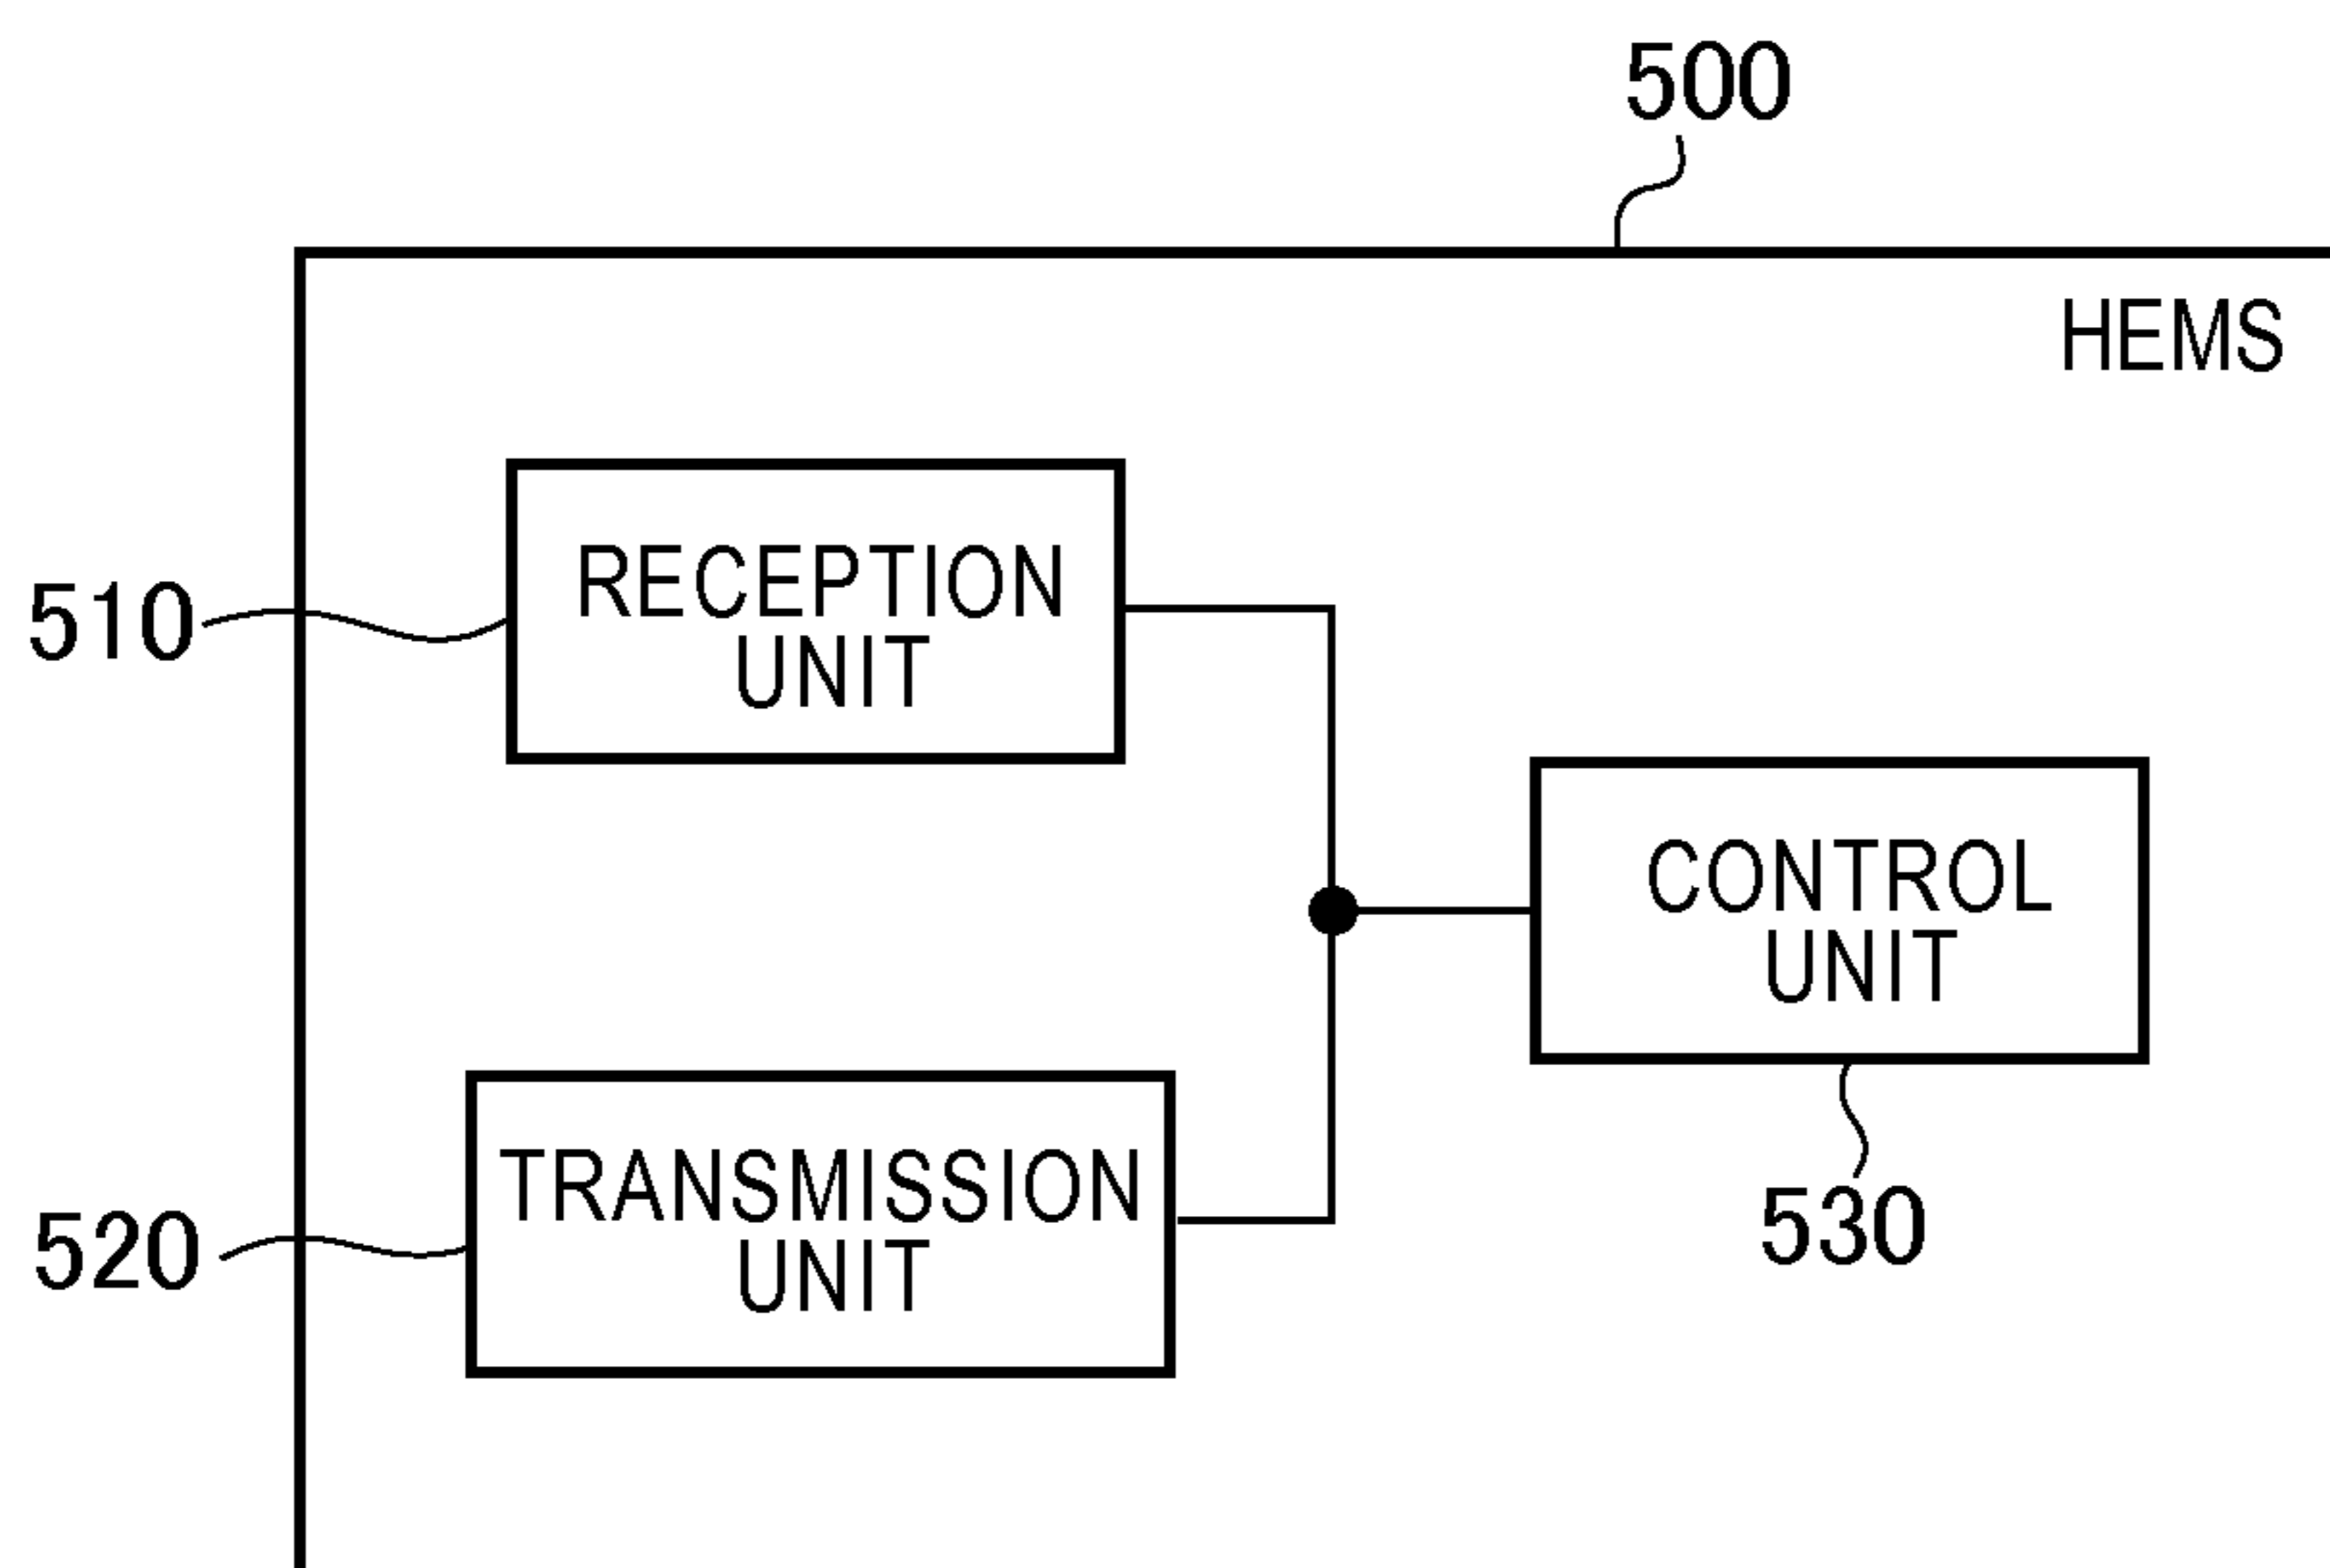 500
HEMS
RECEPTION
UNIT
510
CONTROL
UNIT
TRANSMISSION
UNIT
520
530